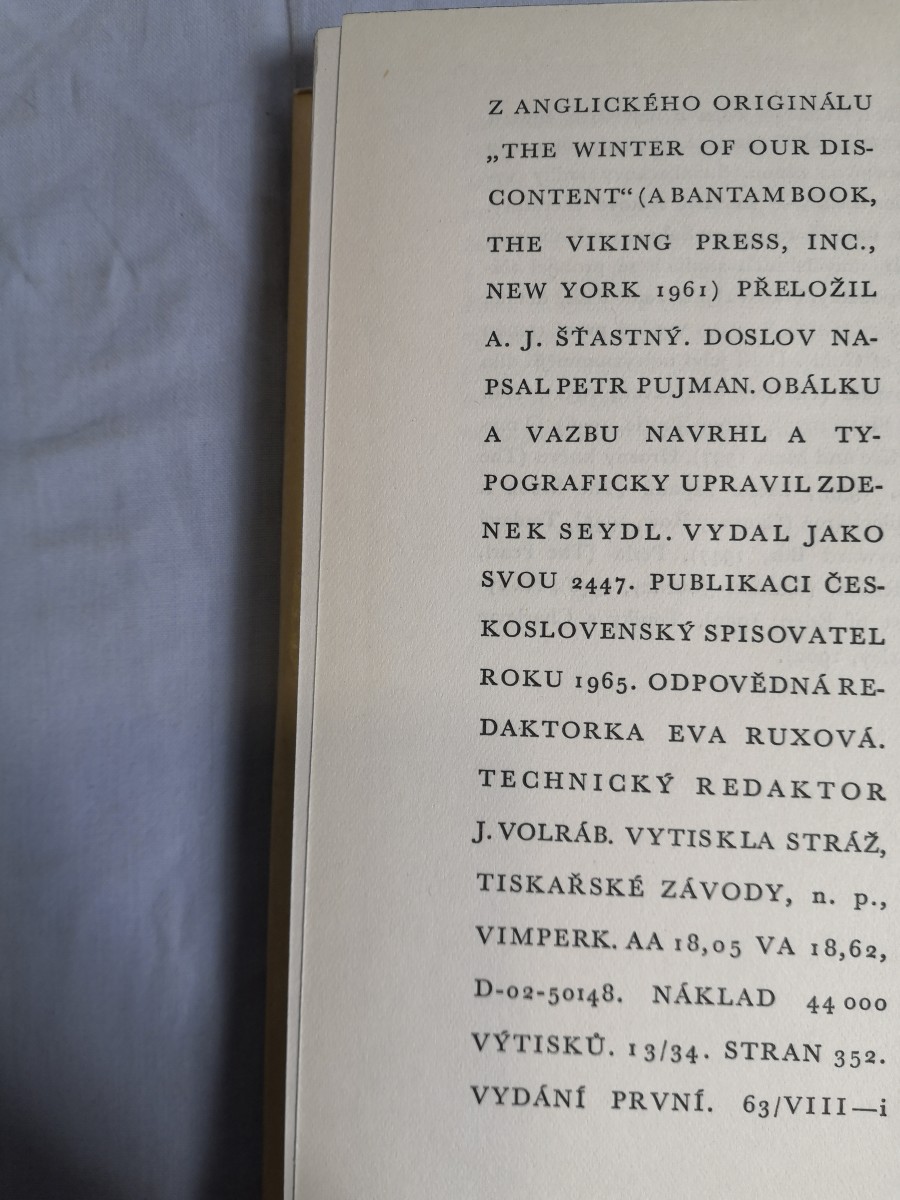 Z ANGLICKÉHO ORIGINÁLU
„THE WINTER OF OUR DIS-
CONTENT“ (A BANTAM BOOK,
THE VIKING PRESS, INC.,
NEW YORK 1961) PŘELOŽIL
A. J. ŠŤASTNÝ. DOSLOV NA-
PSAL PETR PUJMAN. OBÁLKU
A VAZBU NAVRHL A TY-
POGRAFICKY UPRAVIL ZDE-
NEK SEYDL. VYDAL JAKO
SVOU 2447. PUBLIKACI ČES-
KOSLOVENSKÝ SPISOVATEL
ROKU 1965. ODPOVĚDNÁ RE-
DAKTORKA EVA RUXOVÁ.
TECHNICKÝ REDAKTOR
J. VOLRÁB. VYTISKLA STRÁŽ,
TISKAŘSKÉ ZÁVODY, n. p.,
VIMPERK. AA 18,05 VA 18,62,
D-02-50148. NÁKLAD 44 000
VÝTISKŮ. 13/34. STRAN 352.
VYDÁNÍ PRVNÍ. 63/VIII—i